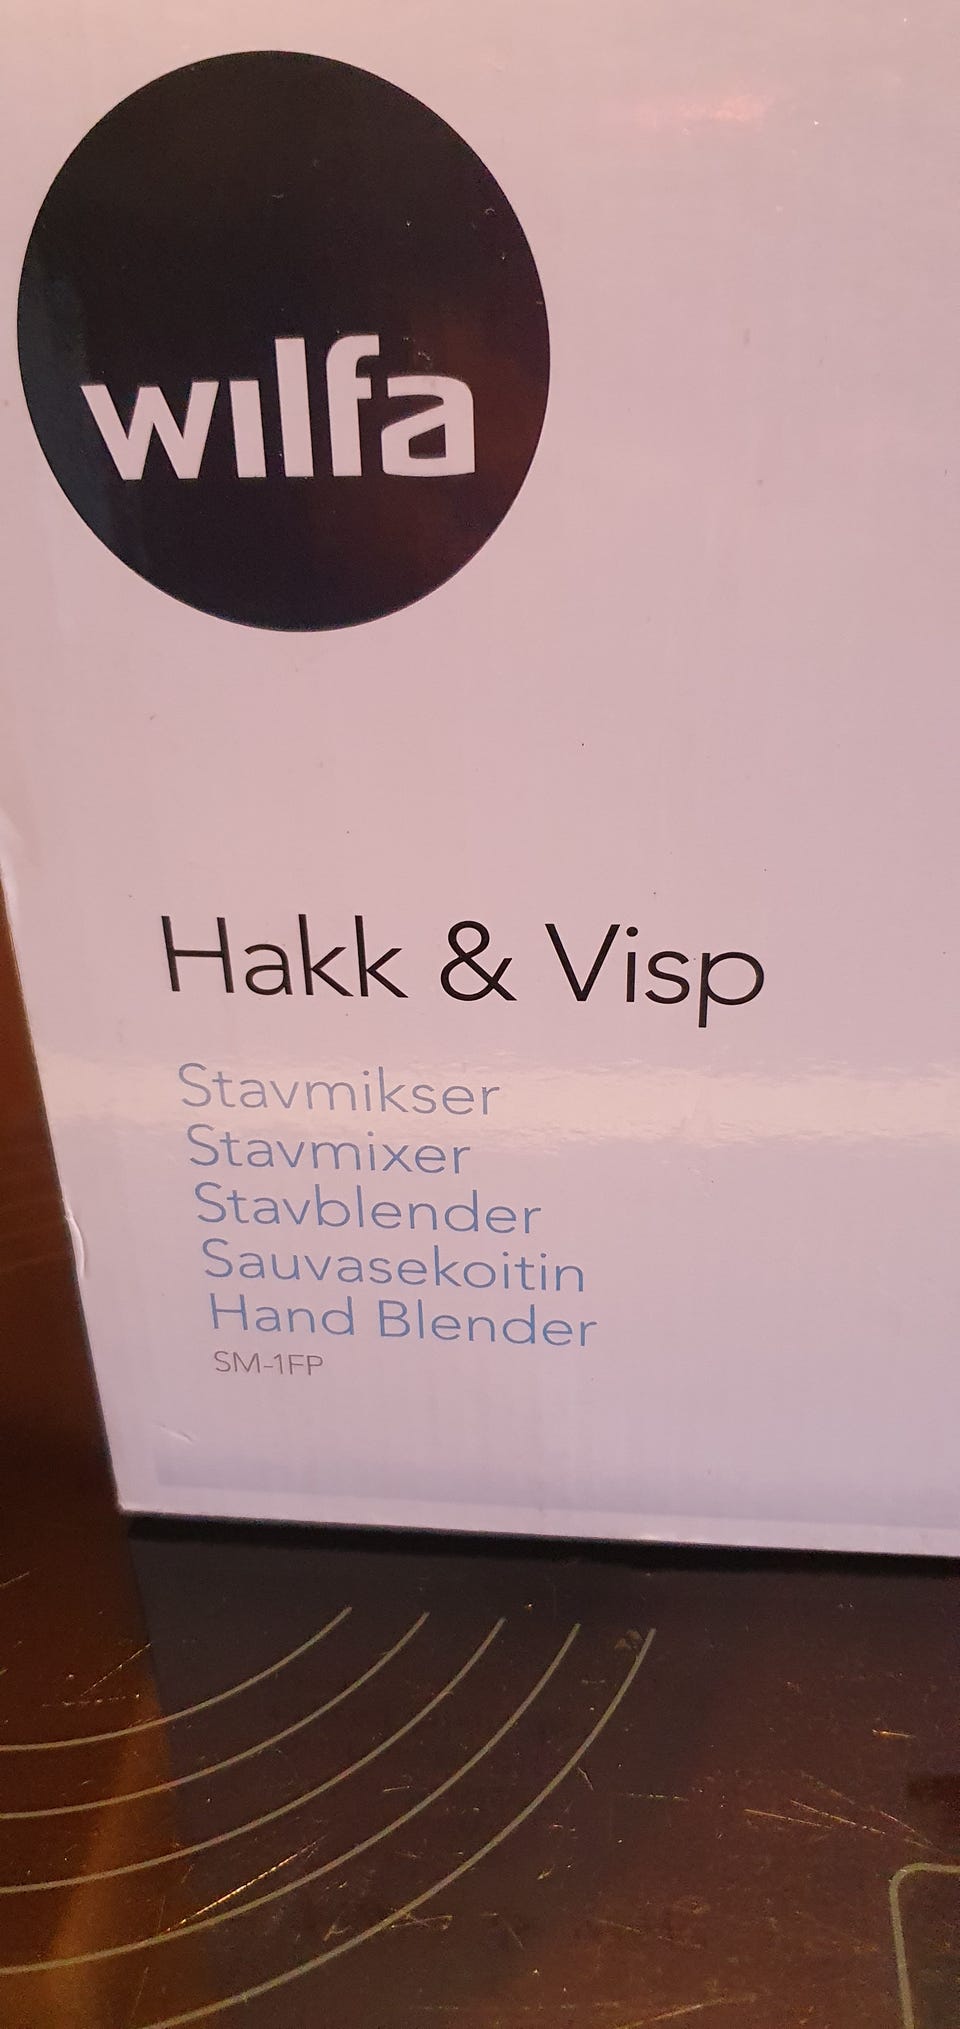 wilfa
Hakk & Visp
Stavmikser
Stavmixer
Stavblender
Sauvasekoitin
Hand Blender
SM-1FP